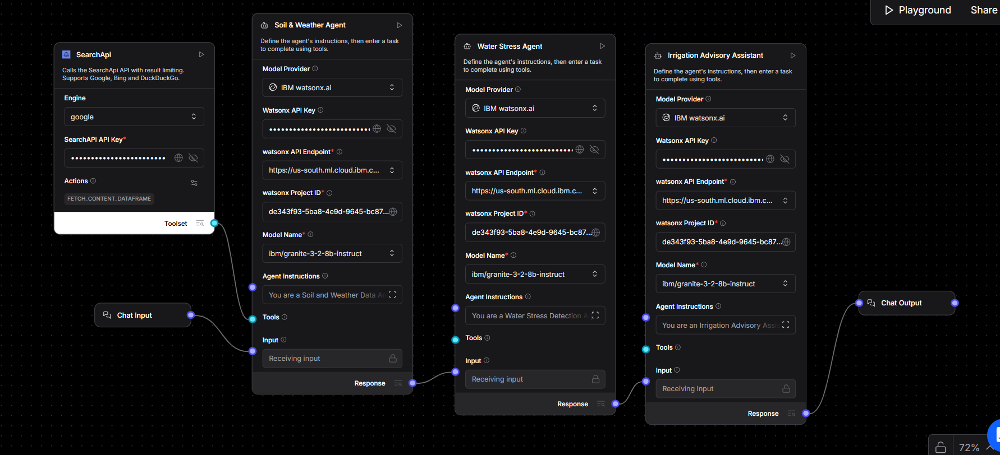 Playground
Share
SearchApi
Calls the SearchApi API with result limiting.
Supports Google, Bing and DuckDuckGo.
Engine
google
SearchAPI API Key*
Actions
FETCH_CONTENT_DATAFRAME
Toolset
Chat Input
Soil & Weather Agent
Define the agent's instructions, then enter a task
to complete using tools.
Model Provider
IBM watsonx.ai
Watsonx API Key
watsonx API Endpoint*
https://us-south.ml.cloud.ibm.c...
watsonx Project ID*
de343f93-5ba8-4e9d-9645-bc87...
Model Name*
ibm/granite-3-2-8b-instruct
Agent Instructions
You are a Soil and Weather Data
Tools
Input
Receiving input
Response
Water Stress Agent
Define the agent's instructions, then enter a task
to complete using tools.
Model Provider
IBM watsonx.ai
Watsonx API Key
watsonx API Endpoint*
https://us-south.ml.cloud.ibm.c...
watsonx Project ID*
de343f93-5ba8-4e9d-9645-bc87...
Model Name*
ibm/granite-3-2-8b-instruct
Agent Instructions
You are a Water Stress Detection
Tools
Input
Receiving input
Response
Irrigation Advisory Assistant
Define the agent's instructions, then enter a task
to complete using tools.
Model Provider
IBM watsonx.ai
Watsonx API Key
watsonx API Endpoint*
https://us-south.ml.cloud.ibm.c...
watsonx Project ID*
de343f93-5ba8-4e9d-9645-bc87...
Model Name*
ibm/granite-3-2-8b-instruct
Agent Instructions
You are an Irrigation Advisory
Tools
Input
Receiving input
Response
Chat Output
72%